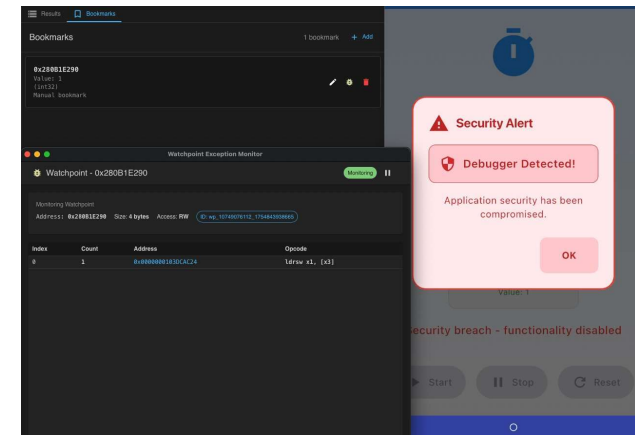 Results Bookmarks
Bookmarks 1 bookmark + Add
0x280B1E290
Value: 1
(int32)
Manual bookmark
Watchpoint Exception Monitor
Watchpoint - 0x280B1E290 Monitoring
Monitoring Watchpoint
Address: 0x280B1E290 Size: 4 bytes Access: RW
Index Count Address Opcode
0 1 0x0000000103DCAC24 ldrsw x1, [x3]
Security Alert
Debugger Detected!
Application security has been
compromised.
OK
Value: 1
ecurity breach - functionality disabled
Start Stop Reset